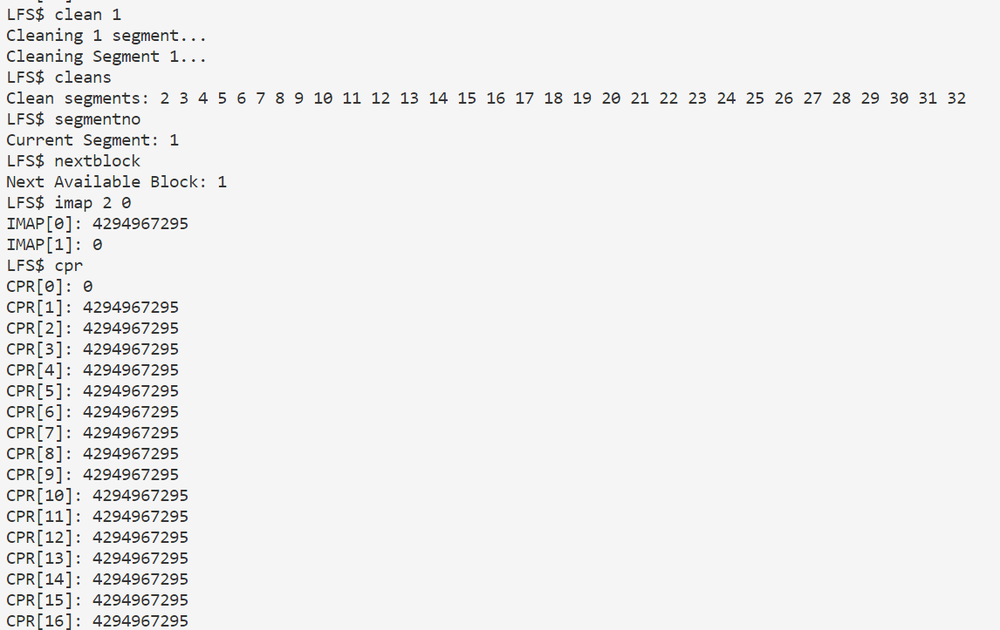 LFS$ clean 1
Cleaning 1 segment...
Cleaning Segment 1...
LFS$ cleans
Clean segments: 2 3 4 5 6 7 8 9 10 11 12 13 14 15 16 17 18 19 20 21 22 23 24 25 26 27 28 29 30 31 32
LFS$ segmentno
Current Segment: 1
LFS$ nextblock
Next Available Block: 1
LFS$ imap 2 0
IMAP[0]: 4294967295
IMAP[1]: 0
LFS$ cpr
CPR[0]: 0
CPR[1]: 4294967295
CPR[2]: 4294967295
CPR[3]: 4294967295
CPR[4]: 4294967295
CPR[5]: 4294967295
CPR[6]: 4294967295
CPR[7]: 4294967295
CPR[8]: 4294967295
CPR[9]: 4294967295
CPR[10]: 4294967295
CPR[11]: 4294967295
CPR[12]: 4294967295
CPR[13]: 4294967295
CPR[14]: 4294967295
CPR[15]: 4294967295
CPR[16]: 4294967295